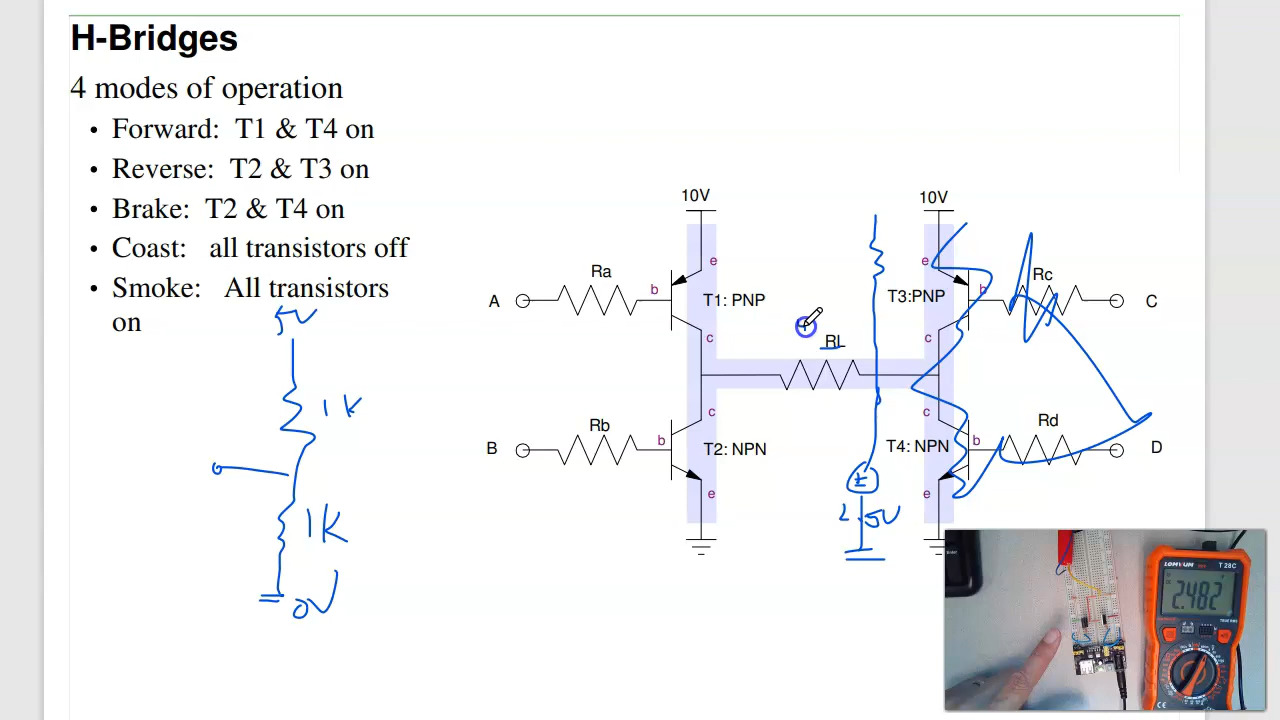 H-Bridges
4 modes of operation
• Forward: T1 & T4 on
• Reverse: T2 & T3 on
• Brake: T2 & T4 on
• Coast: all transistors off
• Smoke: All transistors
on
5V
1K
1K
0V
10V
10V
Ra
Rc
A
b
e
T1: PNP
c
e
T3:PNP
b
c
C
RL
Rb
Rd
B
b
c
T2: NPN
e
c
T4: NPN
b
e
D
±
2.5V
T28C
2.482